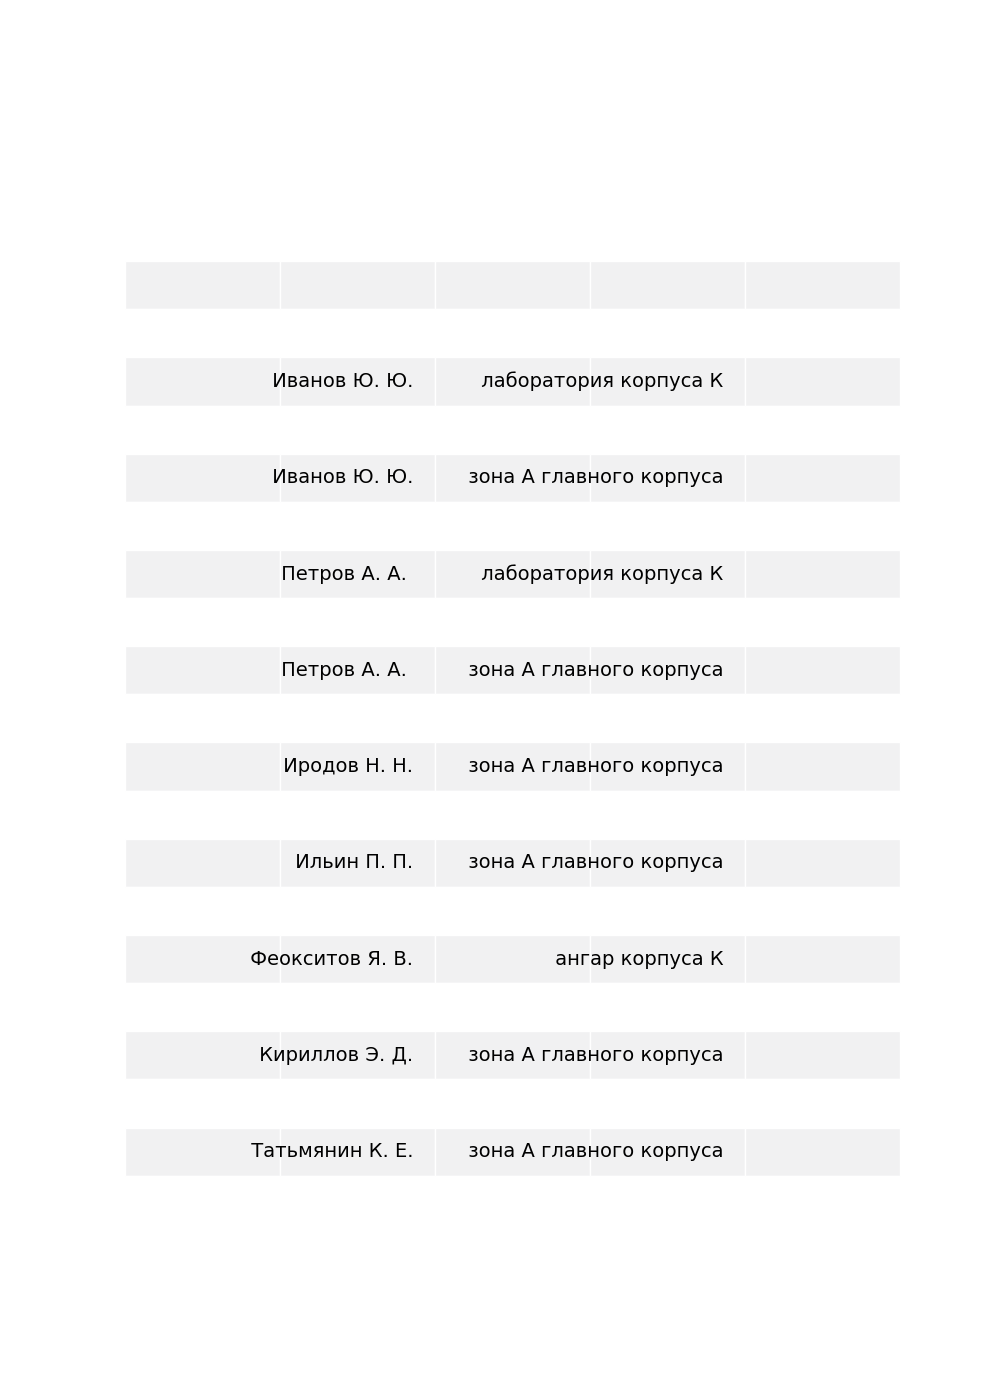 Иванов Ю. Ю. лаборатория корпуса К
Иванов Ю. Ю. зона А главного корпуса
Петров А. А. лаборатория корпуса К
Петров А. А. зона А главного корпуса
Иродов Н. Н. зона А главного корпуса
Ильин П. П. зона А главного корпуса
Феокситов Я. В. ангар корпуса К
Кириллов Э. Д. зона А главного корпуса
Татьмянин К. Е. зона А главного корпуса